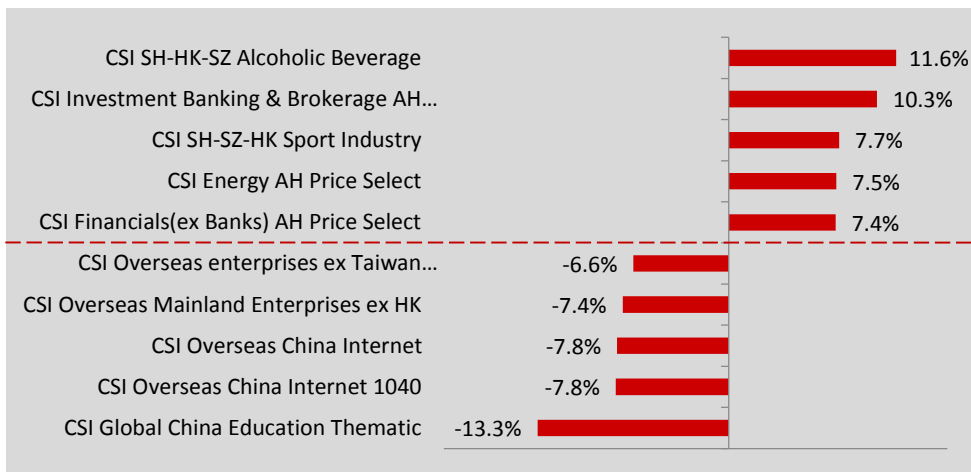 CSI SH-HK-SZ Alcoholic Beverage 11.6%
CSI Investment Banking & Brokerage AH... 10.3%
CSI SH-SZ-HK Sport Industry 7.7%
CSI Energy AH Price Select 7.5%
CSI Financials(ex Banks) AH Price Select 7.4%
CSI Overseas enterprises ex Taiwan... -6.6%
CSI Overseas Mainland Enterprises ex HK -7.4%
CSI Overseas China Internet -7.8%
CSI Overseas China Internet 1040 -7.8%
CSI Global China Education Thematic -13.3%